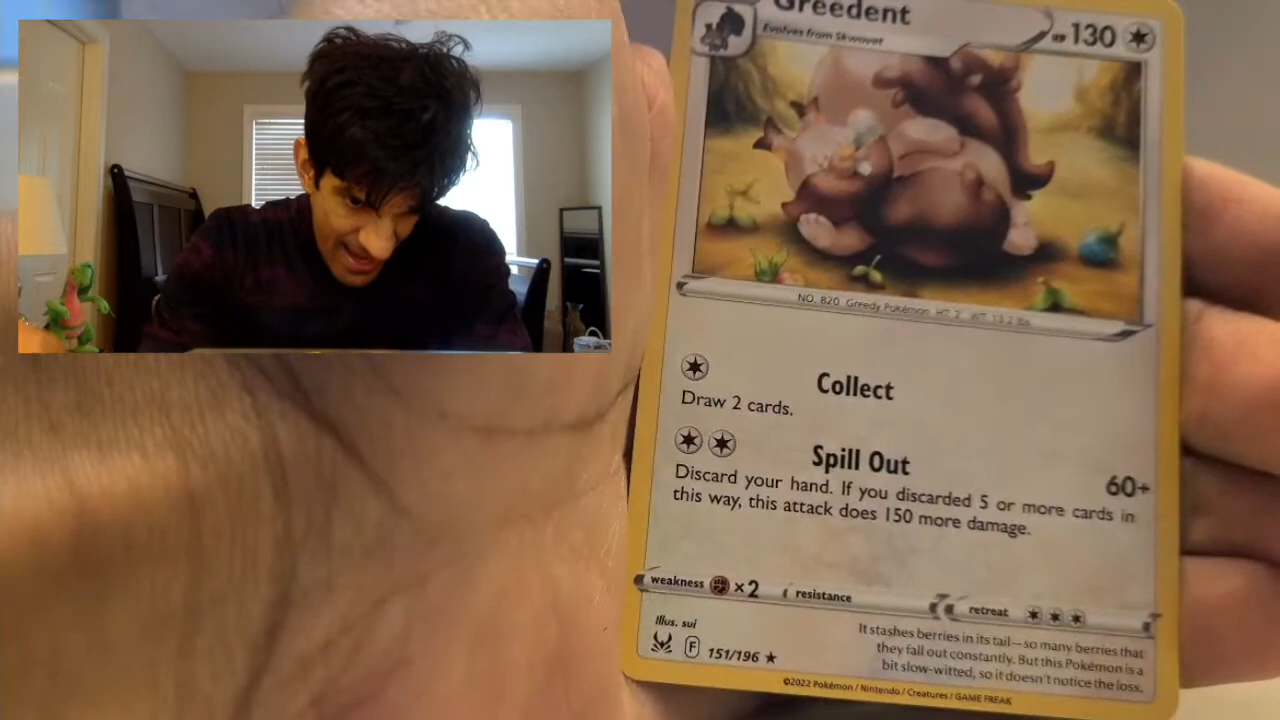 Greedent
Evolves from Skwovet
HP 130
NO. 820 Greedy Pokémon HT 2' WT 13.2 lbs
Collect
Draw 2 cards.
Spill Out
60+
Discard your hand. If you discarded 5 or more cards in
this way, this attack does 150 more damage.
weakness ×2 resistance retreat
Illus. sui
F 151/196 ★
It stashes berries in its tail—so many berries that
they fall out constantly. But this Pokémon is a
bit slow-witted, so it doesn't notice the loss.
©2022 Pokémon / Nintendo / Creatures / GAME FREAK